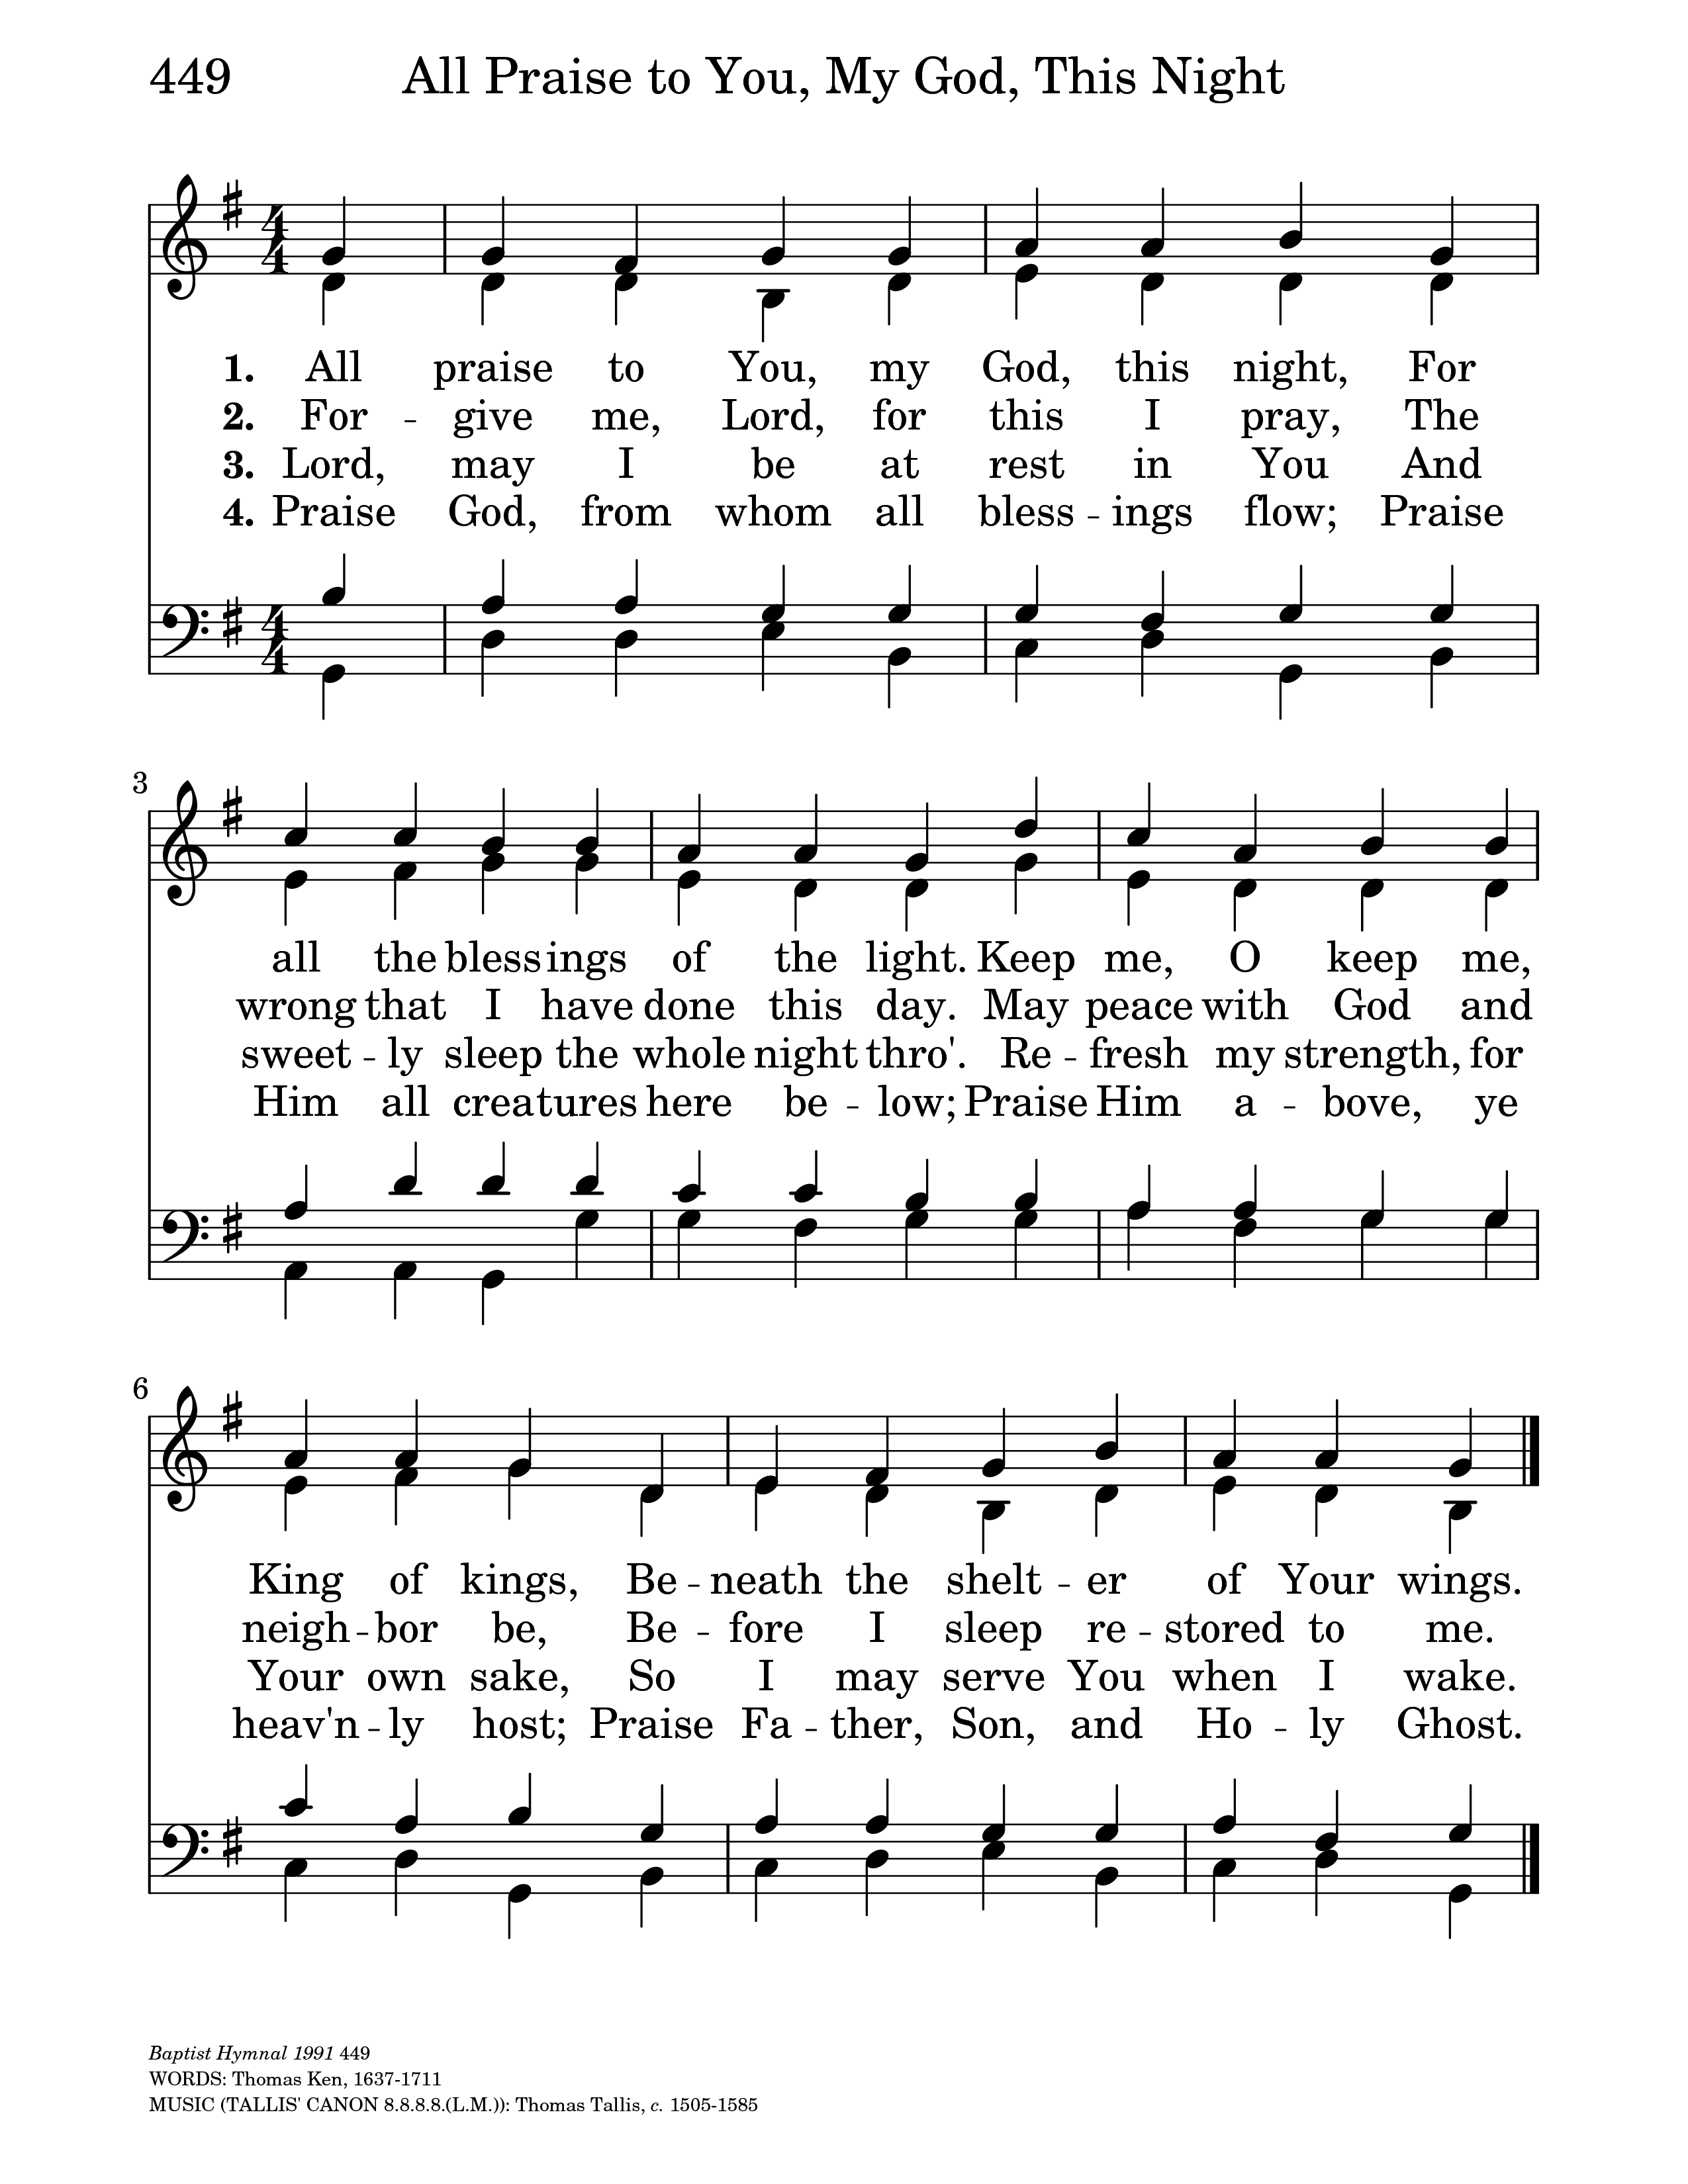 449 All Praise to You, My God, This Night
4 4
1. All praise to You, my God, this night, For
2. For - give me, Lord, for this I pray, The
3. Lord, may I be at rest in You And
4. Praise God, from whom all bless - ings flow; Praise
4 4
3
all the blessings of the light. Keep me, O keep me,
wrong that I have done this day. May peace with God and
sweet - ly sleep the whole night thro'. Re - fresh my strength, for
Him all creatures here be - low; Praise Him a - bove, ye
6
King of kings, Be - neath the shelt - er of Your wings.
neigh - bor be, Be - fore I sleep re - stored to me.
Your own sake, So I may serve You when I wake.
heav'n - ly host; Praise Fa - ther, Son, and Ho - ly Ghost.
Baptist Hymnal 1991 449
WORDS: Thomas Ken, 1637-1711
MUSIC (TALLIS' CANON 8.8.8.8.(L.M.)): Thomas Tallis, c. 1505-1585